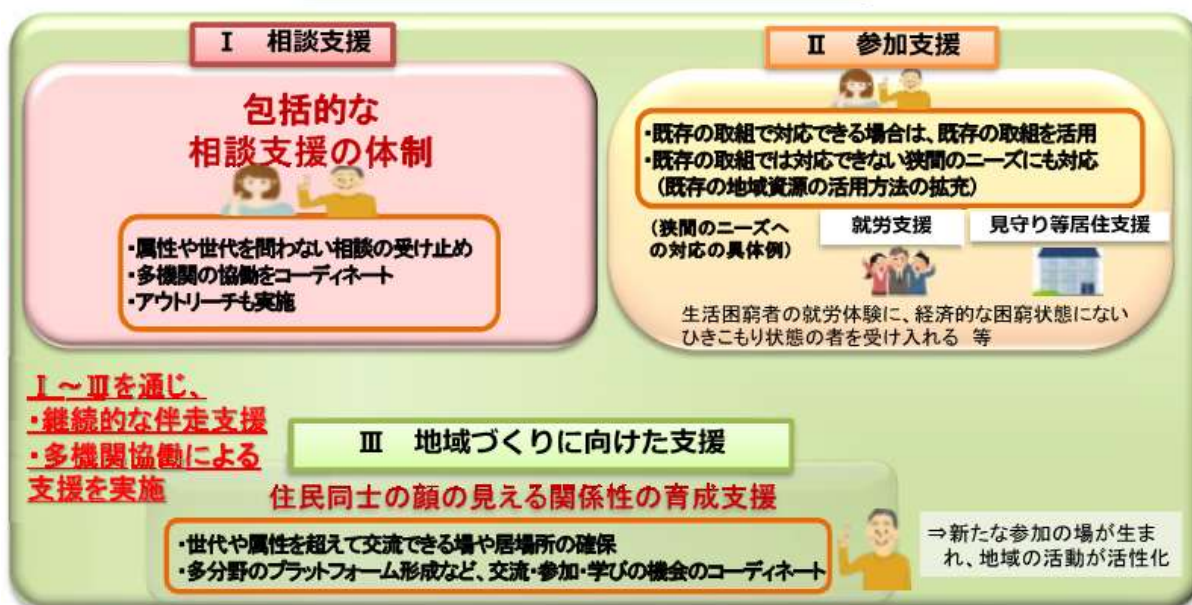 Ⅰ 相談支援
包括的な
相談支援の体制
・属性や世代を問わない相談の受け止め
・多機関の協働をコーディネート
・アウトリーチも実施
Ⅱ 参加支援
・既存の取組で対応できる場合は、既存の取組を活用
・既存の取組では対応できない狭間のニーズにも対応
(既存の地域資源の活用方法の拡充)
(狭間のニーズへ
の対応の具体例)
就労支援
見守り等居住支援
生活困窮者の就労体験に、経済的な困窮状態にない
ひきこもり状態の者を受け入れる 等
Ⅰ~Ⅲを通じ、
・継続的な伴走支援
・多機関協働による
支援を実施
Ⅲ 地域づくりに向けた支援
住民同士の顔の見える関係性の育成支援
・世代や属性を超えて交流できる場や居場所の確保
・多分野のプラットフォーム形成など、交流・参加・学びの機会のコーディネート
⇒新たな参加の場が生ま
れ、地域の活動が活性化